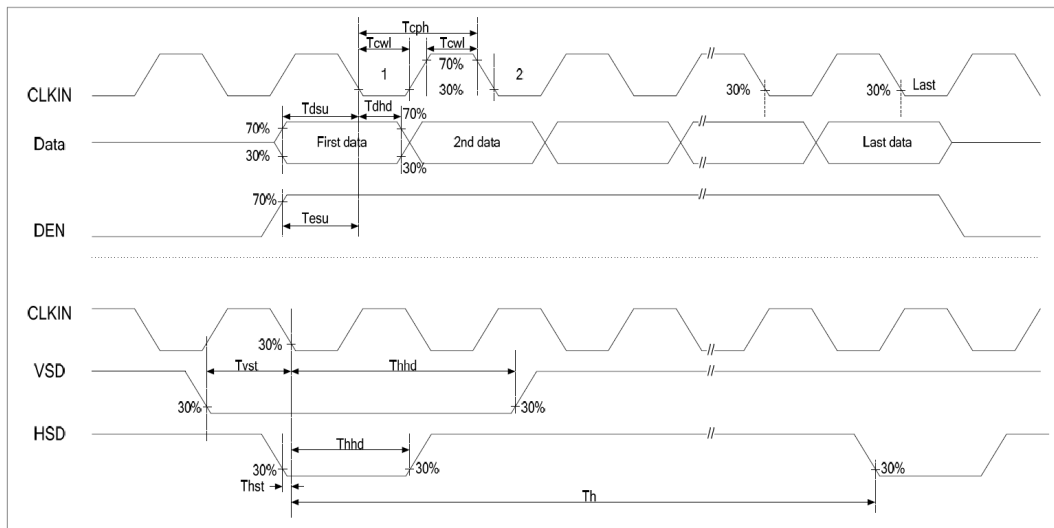 Tcph
Tcwl Tcwl
CLKIN 1 70% 30% 2 // 30% 30% Last
Tdsu Tdhd
70% 70%
Data First data 2nd data // Last data
30% 30%
70% //
DEN Tesu
CLKIN 30% //
Tvst Thhd
VSD 30% 30% //
HSD Thhd //
30% 30% 30%
Thst
Th